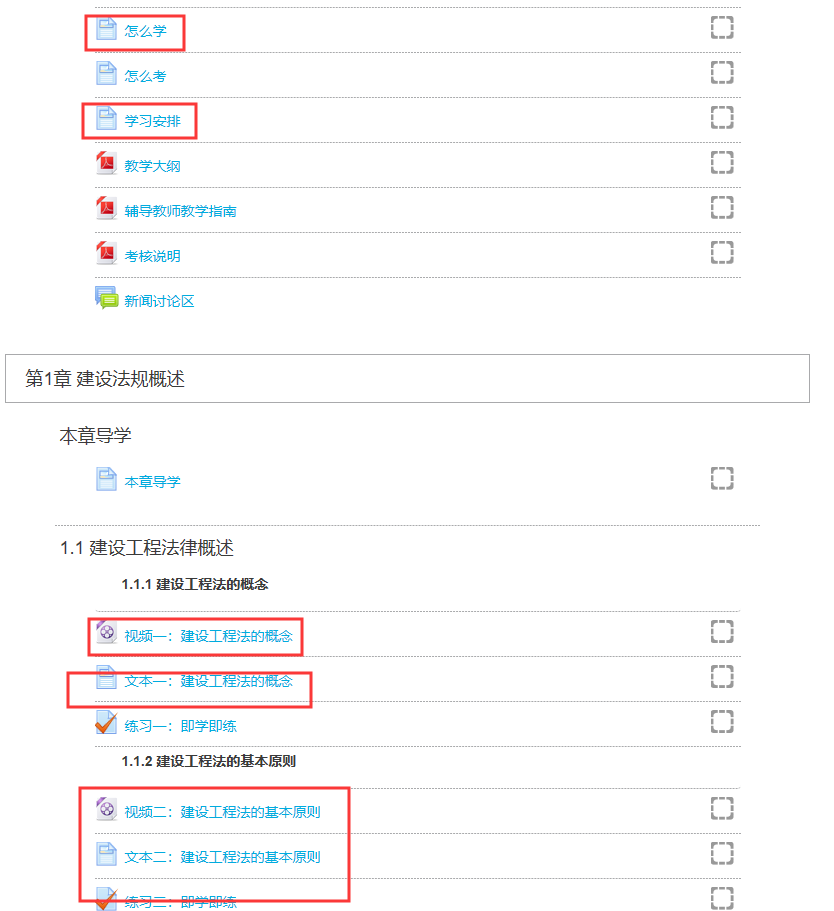 怎么学
怎么考
学习安排
教学大纲
辅导教师教学指南
考核说明
新闻讨论区
第1章 建设法规概述
本章导学
本章导学
1.1 建设工程法律概述
1.1.1 建设工程法的概念
视频一：建设工程法的概念
文本一：建设工程法的概念
练习一：即学即练
1.1.2 建设工程法的基本原则
视频二：建设工程法的基本原则
文本二：建设工程法的基本原则
练习二：即学即练